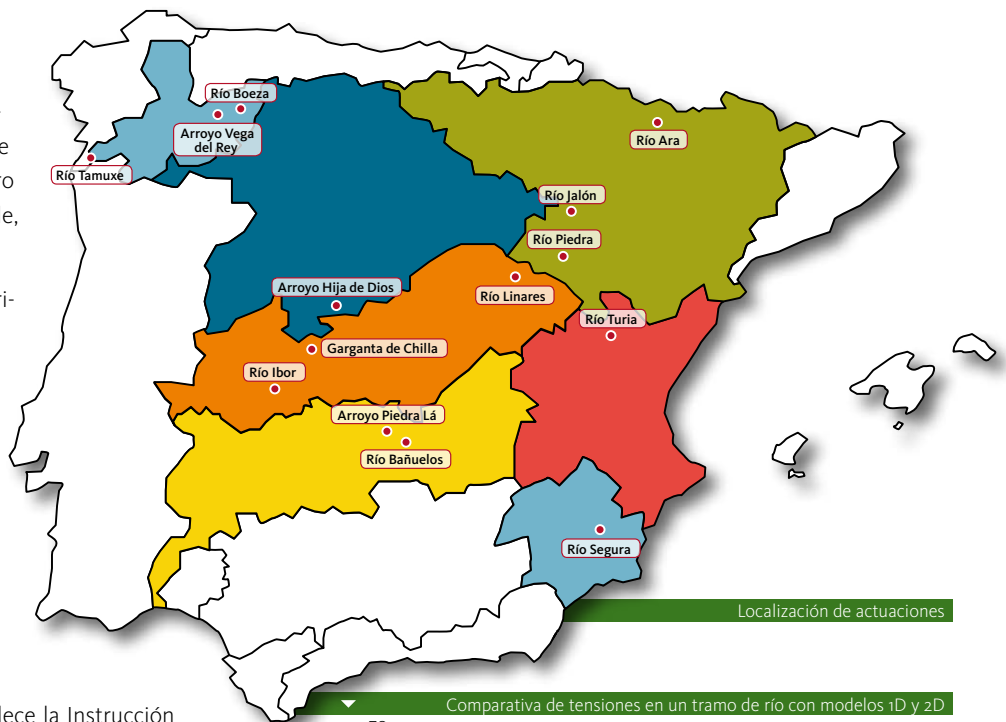 e
ro
e,
ri-
Río Boeza
Arroyo Vega
del Rey
Río Tamuxe
Río Ara
Río Jalón
Río Piedra
Arroyo Hija de Dios
Río Linares
Río Turia
Garganta de Chilla
Río Ibor
Arroyo Piedra Lá
Río Bañuelos
Río Segura
Localización de actuaciones
lece la Instrucción
Comparativa de tensiones en un tramo de río con modelos 1D y 2D